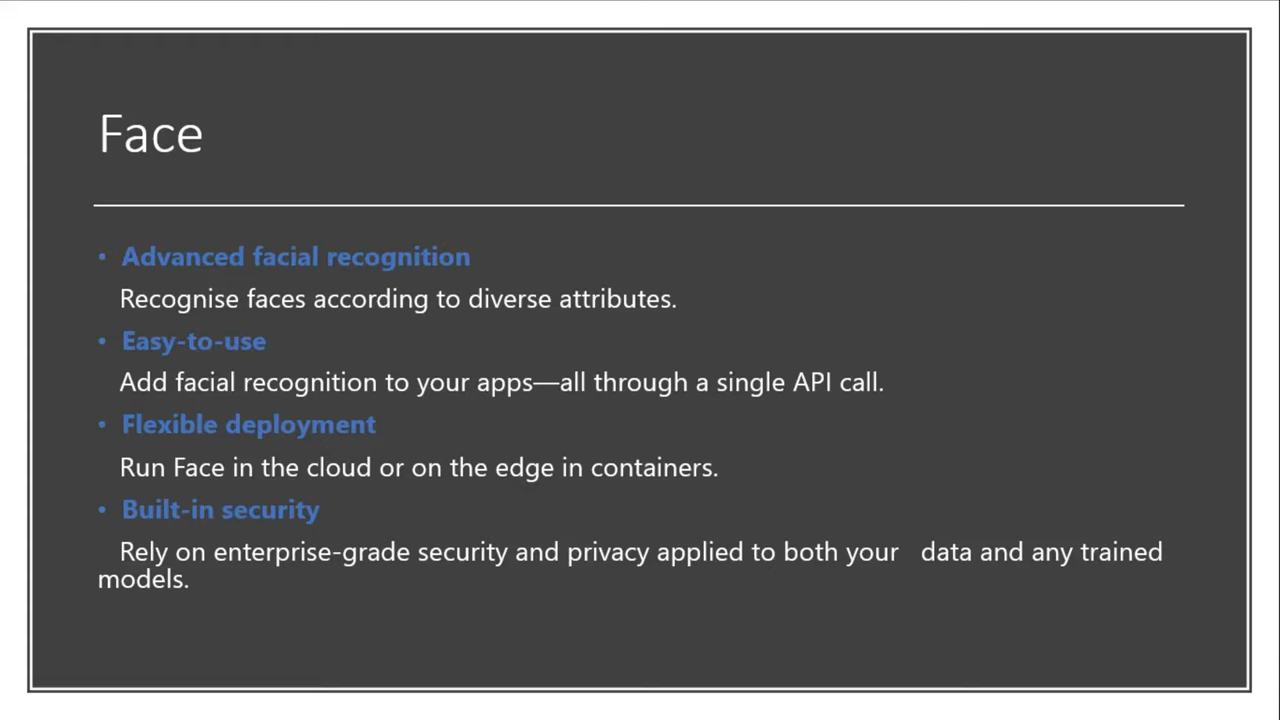 Face
• Advanced facial recognition
Recognise faces according to diverse attributes.
• Easy-to-use
Add facial recognition to your apps—all through a single API call.
• Flexible deployment
Run Face in the cloud or on the edge in containers.
• Built-in security
Rely on enterprise-grade security and privacy applied to both your data and any trained
models.